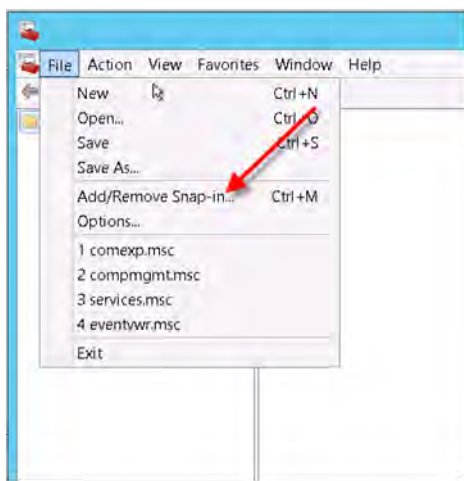 File Action View Favorites Window Help
New Ctrl+N
Open... Ctrl+O
Save Ctrl+S
Save As...
Add/Remove Snap-in... Ctrl+M
Options...
1 comexp.msc
2 compmgmt.msc
3 services.msc
4 eventvwr.msc
Exit